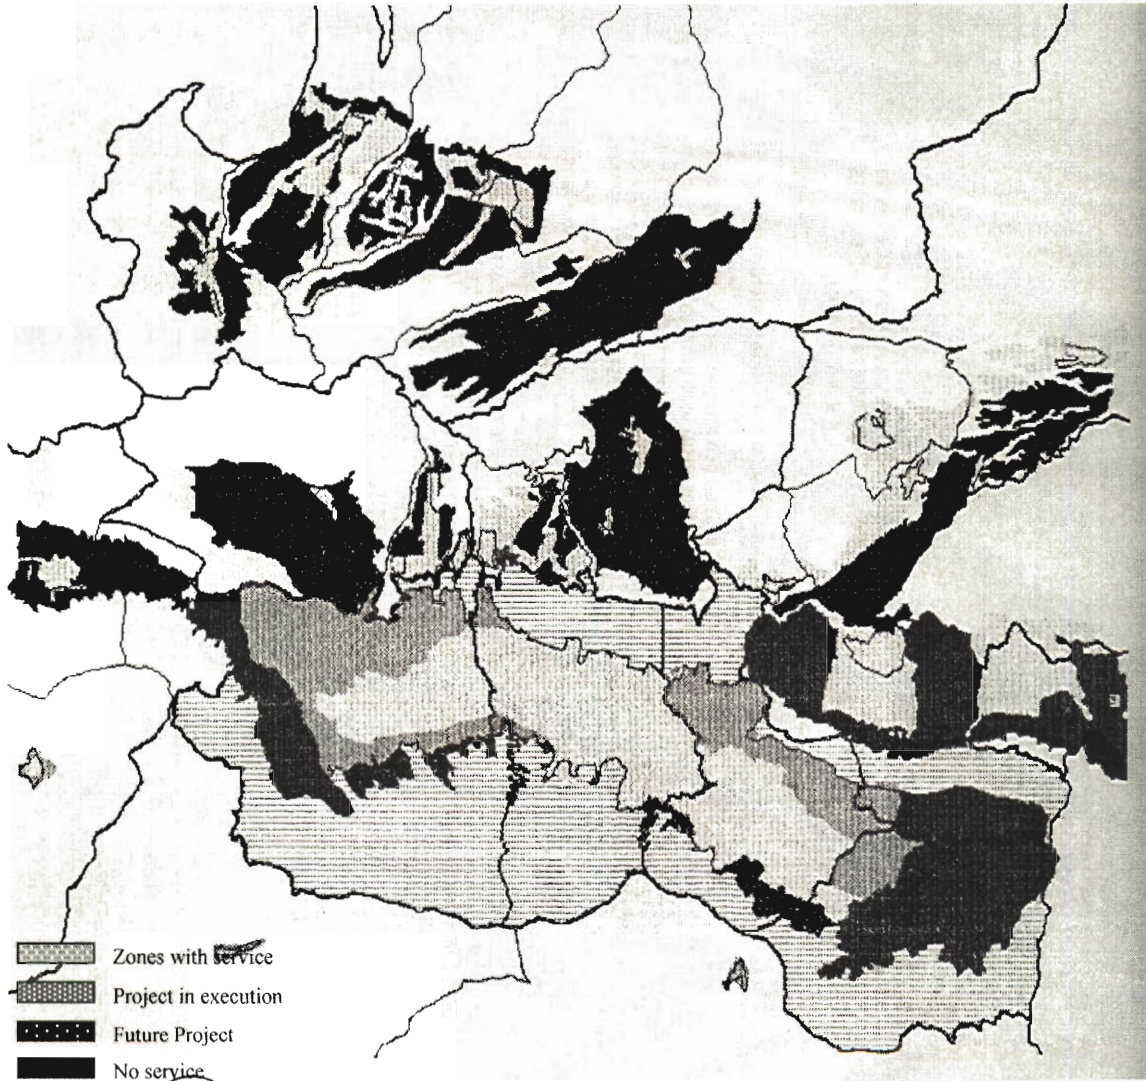 Zones with service
Project in execution
Future Project
No service